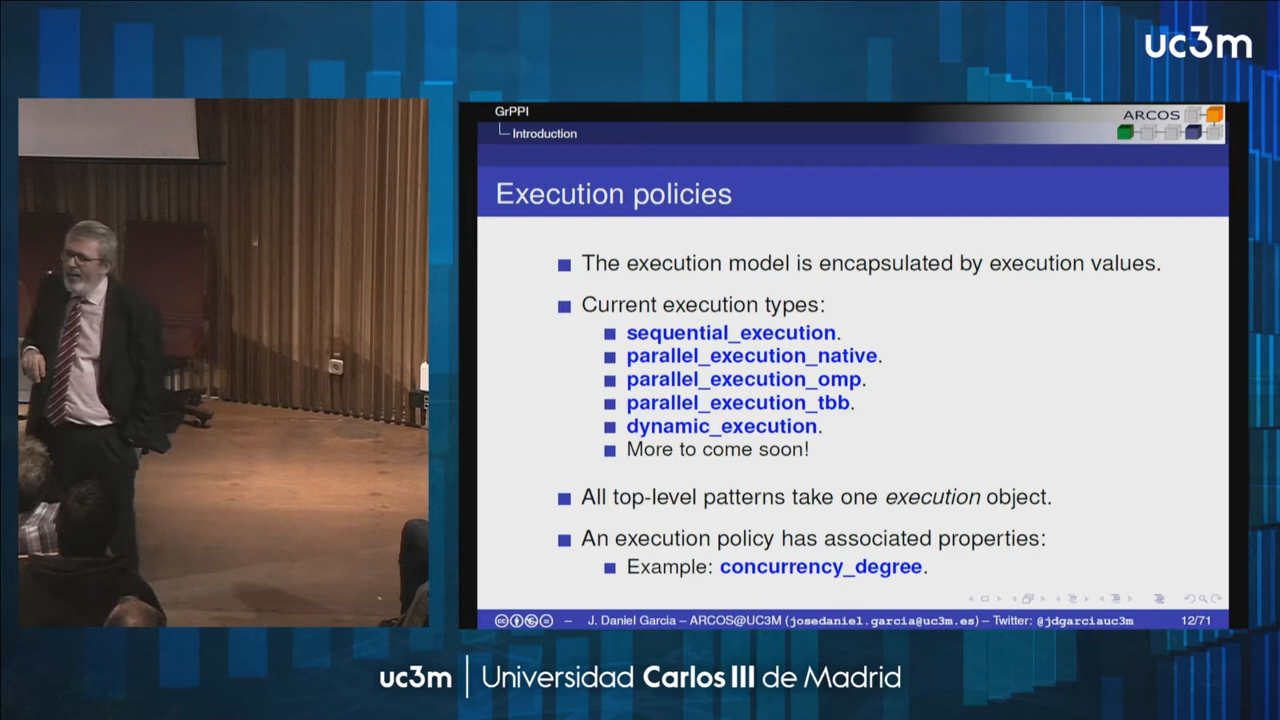 uc3m
GrPPI
Introduction
ARCOS
Execution policies
The execution model is encapsulated by execution values.
Current execution types:
sequential_execution.
parallel_execution_native.
parallel_execution_omp.
parallel_execution_tbb.
dynamic_execution.
More to come soon!
All top-level patterns take one execution object.
An execution policy has associated properties:
Example: concurrency_degree.
– J. Daniel Garcia – ARCOS@UC3M (josedaniel.garcia@uc3m.es) – Twitter: @jdgarciauc3m 12/71
uc3m | Universidad Carlos III de Madrid